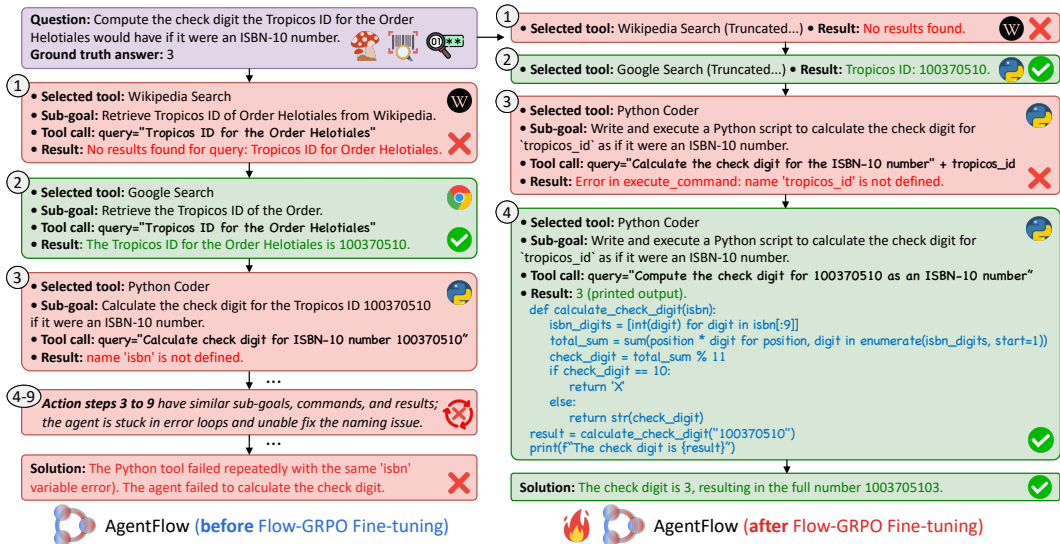 Question: Compute the check digit the Tropicos ID for the Order
Helotiales would have if it were an ISBN-10 number.
Ground truth answer: 3
1
• Selected tool: Wikipedia Search
• Sub-goal: Retrieve Tropicos ID of Order Helotiales from Wikipedia.
• Tool call: query="Tropicos ID for the Order Helotiales"
• Result: No results found for query: Tropicos ID for Order Helotiales.
W
2
• Selected tool: Google Search
• Sub-goal: Retrieve the Tropicos ID of the Order.
• Tool call: query="Tropicos ID for the Order Helotiales"
• Result: The Tropicos ID for the Order Helotiales is 100370510.
3
• Selected tool: Python Coder
• Sub-goal: Calculate the check digit for the Tropicos ID 100370510
if it were an ISBN-10 number.
• Tool call: query="Calculate check digit for ISBN-10 number 100370510"
• Result: name 'isbn' is not defined.
...
4-9
Action steps 3 to 9 have similar sub-goals, commands, and results;
the agent is stuck in error loops and unable fix the naming issue.
...
Solution: The Python tool failed repeatedly with the same 'isbn'
variable error). The agent failed to calculate the check digit.
AgentFlow (before Flow-GRPO Fine-tuning)
1
• Selected tool: Wikipedia Search (Truncated...) • Result: No results found.
W
2
• Selected tool: Google Search (Truncated...) • Result: Tropicos ID: 100370510.
3
• Selected tool: Python Coder
• Sub-goal: Write and execute a Python script to calculate the check digit for
`tropicos_id` as if it were an ISBN-10 number.
• Tool call: query="Calculate the check digit for the ISBN-10 number" + tropicos_id
• Result: Error in execute_command: name 'tropicos_id' is not defined.
4
• Selected tool: Python Coder
• Sub-goal: Write and execute a Python script to calculate the check digit for
`tropicos_id` as if it were an ISBN-10 number.
• Tool call: query="Compute the check digit for 100370510 as an ISBN-10 number"
• Result: 3 (printed output).
def calculate_check_digit(isbn):
isbn_digits = [int(digit) for digit in isbn[:9]]
total_sum = sum(position * digit for position, digit in enumerate(isbn_digits, start=1))
check_digit = total_sum % 11
if check_digit == 10:
return 'X'
else:
return str(check_digit)
result = calculate_check_digit("100370510")
print(f"The check digit is {result}")
Solution: The check digit is 3, resulting in the full number 1003705103.
AgentFlow (after Flow-GRPO Fine-tuning)